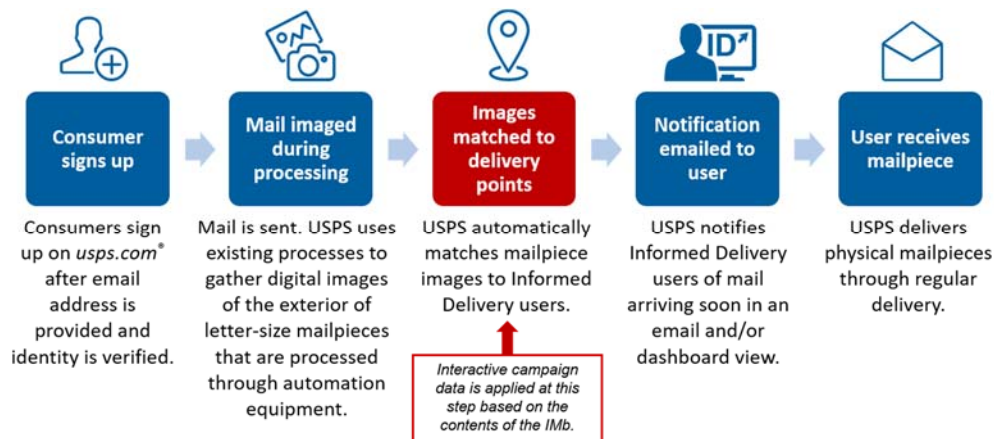 ID
Consumer
signs up
Mail imaged
during
processing
Images
matched to
delivery
points
Notification
emailed to
user
User receives
mailpiece
Consumers sign
up on usps.com®
after email
address is
provided and
identity is verified.
Mail is sent. USPS uses
existing processes to
gather digital images
of the exterior of
letter-size mailpieces
that are processed
through automation
equipment.
USPS automatically
matches mailpiece
images to Informed
Delivery users.
Interactive campaign
data is applied at this
step based on the
contents of the IMb.
USPS notifies
Informed Delivery
users of mail
arriving soon in an
email and/or
dashboard view.
USPS delivers
physical mailpieces
through regular
delivery.